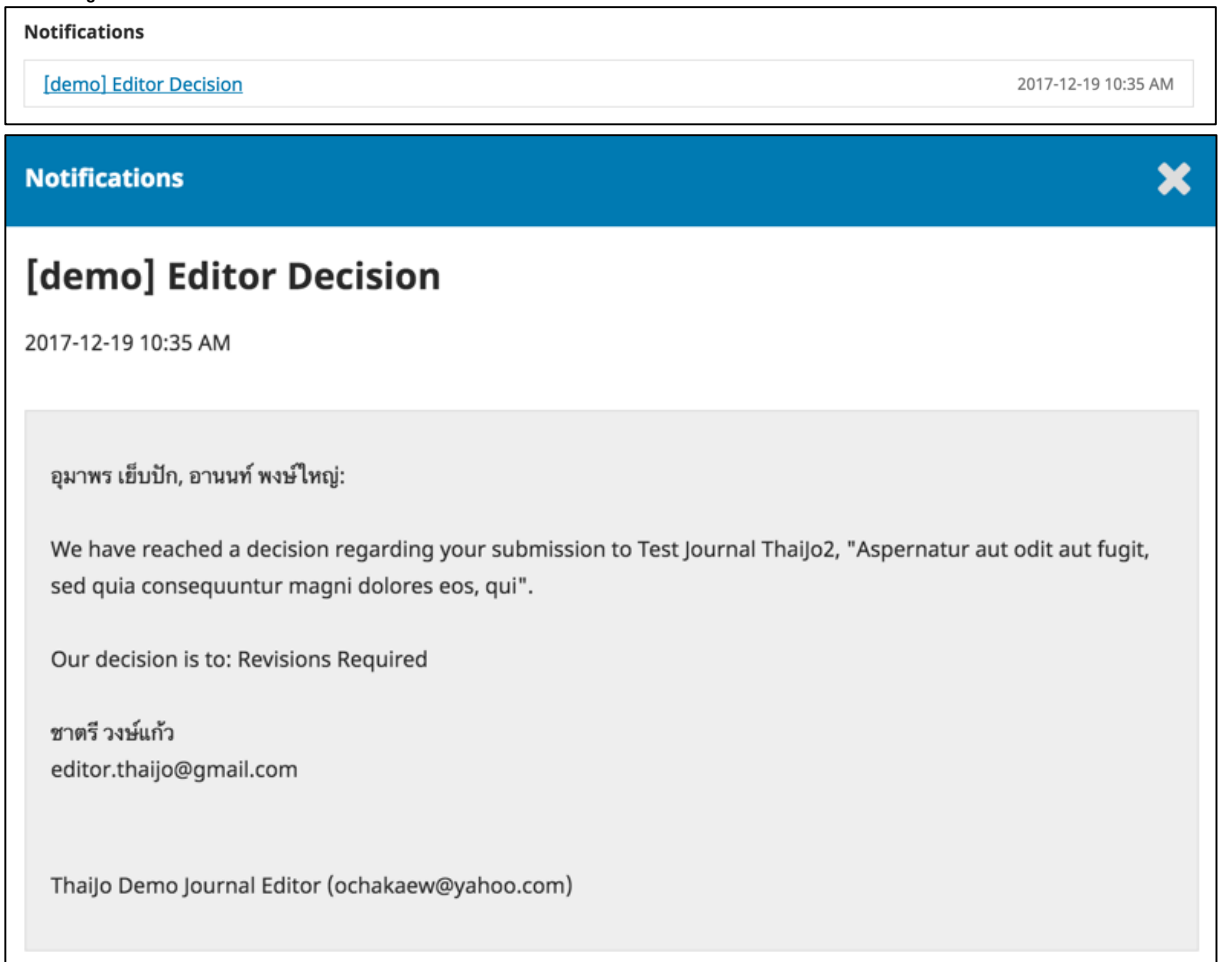 Notifications
[demo] Editor Decision
2017-12-19 10:35 AM
Notifications
[demo] Editor Decision
2017-12-19 10:35 AM
อุมาพร เย็บปัก, อานนท์ พงษ์ใหญ่:
We have reached a decision regarding your submission to Test Journal ThaiJo2, "Aspernatur aut odit aut fugit,
sed quia consequuntur magni dolores eos, qui".
Our decision is to: Revisions Required
ชาตรี วงษ์แก้ว
editor.thaijo@gmail.com
ThaiJo Demo Journal Editor (ochakaew@yahoo.com)